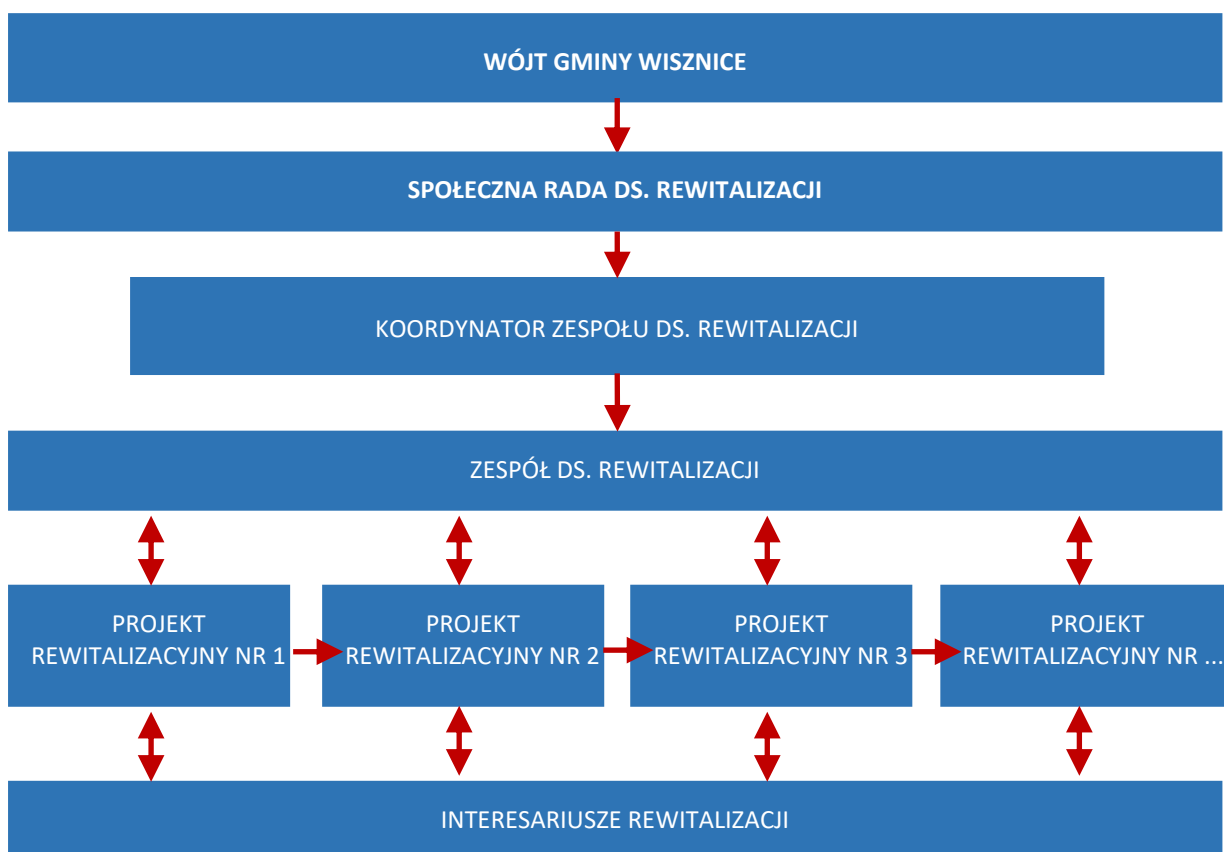 WÓJT GMINY WISZNICE
SPOŁECZNA RADA DS. REWITALIZACJI
KOORDYNATOR ZESPOŁU DS. REWITALIZACJI
ZESPÓŁ DS. REWITALIZACJI
PROJEKT
REWITALIZACYJNY NR 1
PROJEKT
REWITALIZACYJNY NR 2
PROJEKT
REWITALIZACYJNY NR 3
PROJEKT
REWITALIZACYJNY NR ...
INTERESARIUSZE REWITALIZACJI